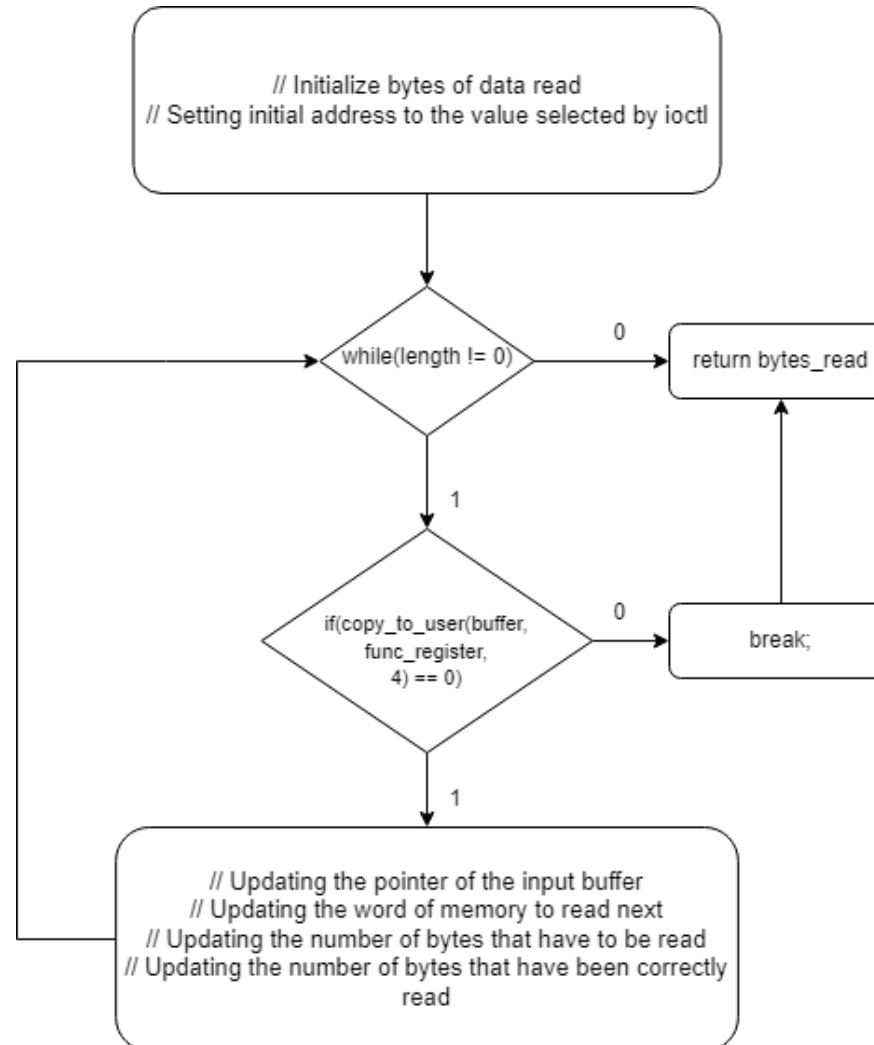 // Initialize bytes of data read
// Setting initial address to the value selected by ioctl
while(length != 0)
0
return bytes_read
1
if(copy_to_user(buffer,
func_register,
4) == 0)
0
break;
1
// Updating the pointer of the input buffer
// Updating the word of memory to read next
// Updating the number of bytes that have to be read
// Updating the number of bytes that have been correctly
read